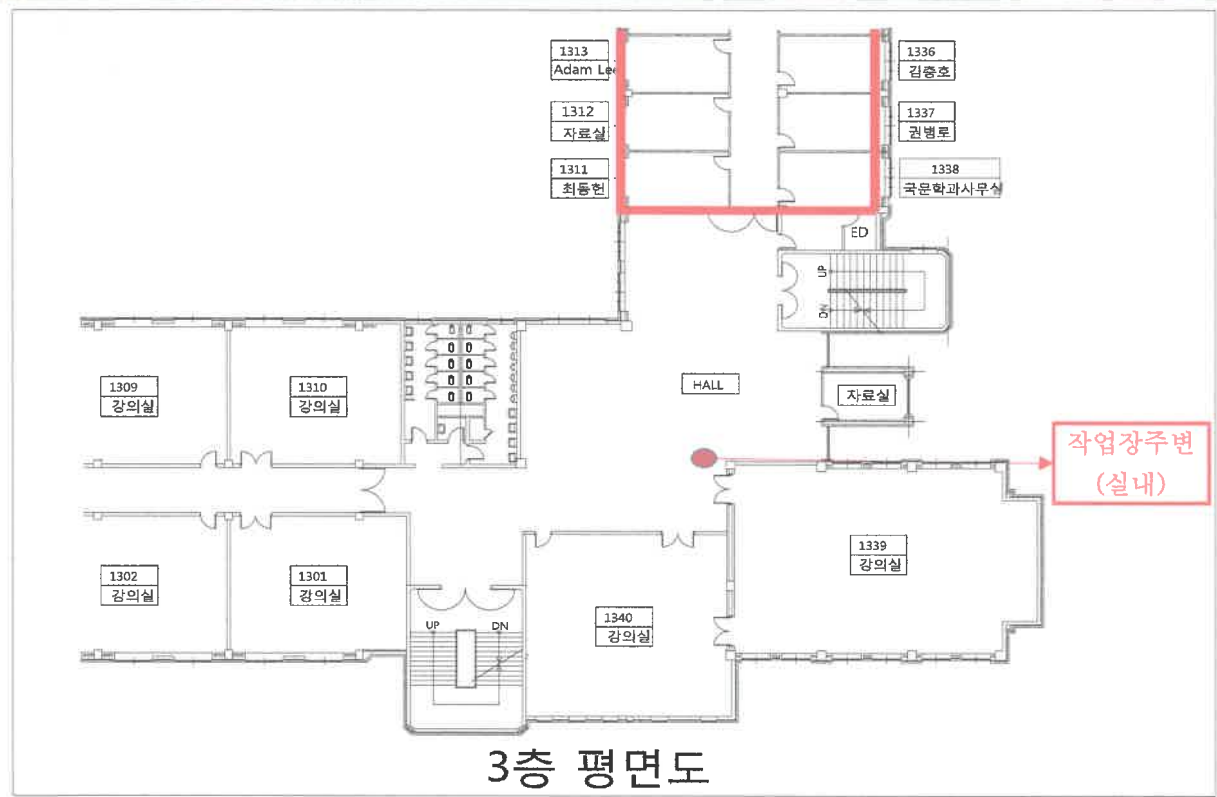 1313
Adam Lee
1336
김충호
1312
자료실
1337
권병로
1311
최동헌
1338
국문학과사무실
ED
UP
DN
HALL
자료실
1309
강의실
1310
강의실
작업장주변
(실내)
1302
강의실
1301
강의실
1339
강의실
1340
강의실
UP
DN
3층 평면도